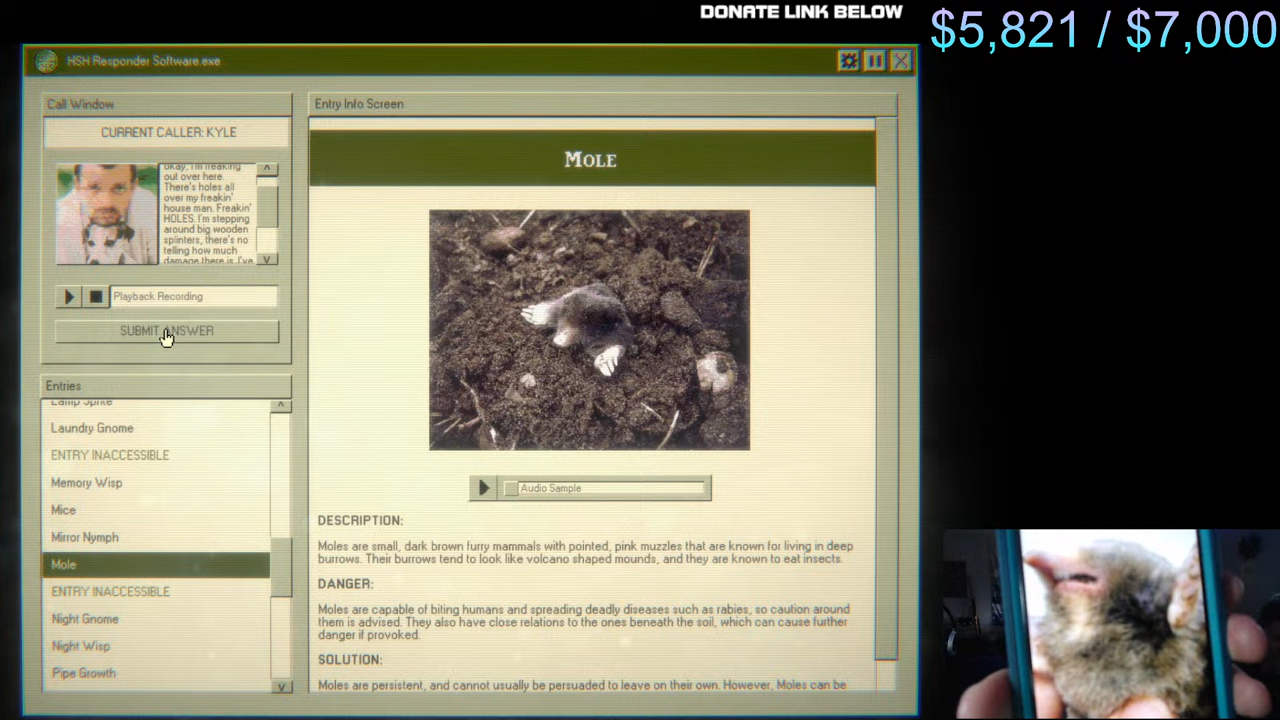 DONATE LINK BELOW
$5,821 / $7,000
HSH Responder Software.exe
Call Window
Entry Info Screen
CURRENT CALLER: KYLE
MOLE
okay, I'm freaking
out over here.
There's holes all
over my freakin'
house man. Freakin'
HOLES. I'm stepping
around big wooden
splinters, there's no
telling how much
damage there is. I've
Playback Recording
SUBMIT ANSWER
Entries
Lamp Sprite
Laundry Gnome
ENTRY INACCESSIBLE
Memory Wisp
Mice
Mirror Nymph
Mole
ENTRY INACCESSIBLE
Night Gnome
Night Wisp
Pipe Growth
Audio Sample
DESCRIPTION:
Moles are small, dark brown furry mammals with pointed, pink muzzles that are known for living in deep
burrows. Their burrows tend to look like volcano shaped mounds, and they are known to eat insects.
DANGER:
Moles are capable of biting humans and spreading deadly diseases such as rabies, so caution around
them is advised. They also have close relations to the ones beneath the soil, which can cause further
danger if provoked.
SOLUTION:
Moles are persistent, and cannot usually be persuaded to leave on their own. However, Moles can be